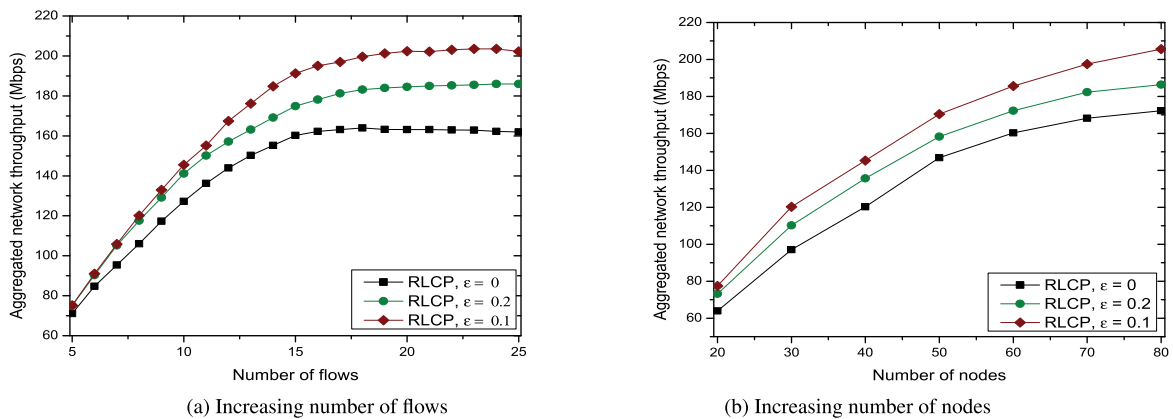 220
200
180
160
140
120
100
80
60
Aggregated network throughput (Mbps)
5
10
15
20
25
Number of flows
RLCP, ε = 0
RLCP, ε = 0.2
RLCP, ε = 0.1
(a) Increasing number of flows
220
200
180
160
140
120
100
80
60
Aggregated network throughput (Mbps)
20
30
40
50
60
70
80
Number of nodes
RLCP, ε = 0
RLCP, ε = 0.2
RLCP, ε = 0.1
(b) Increasing number of nodes